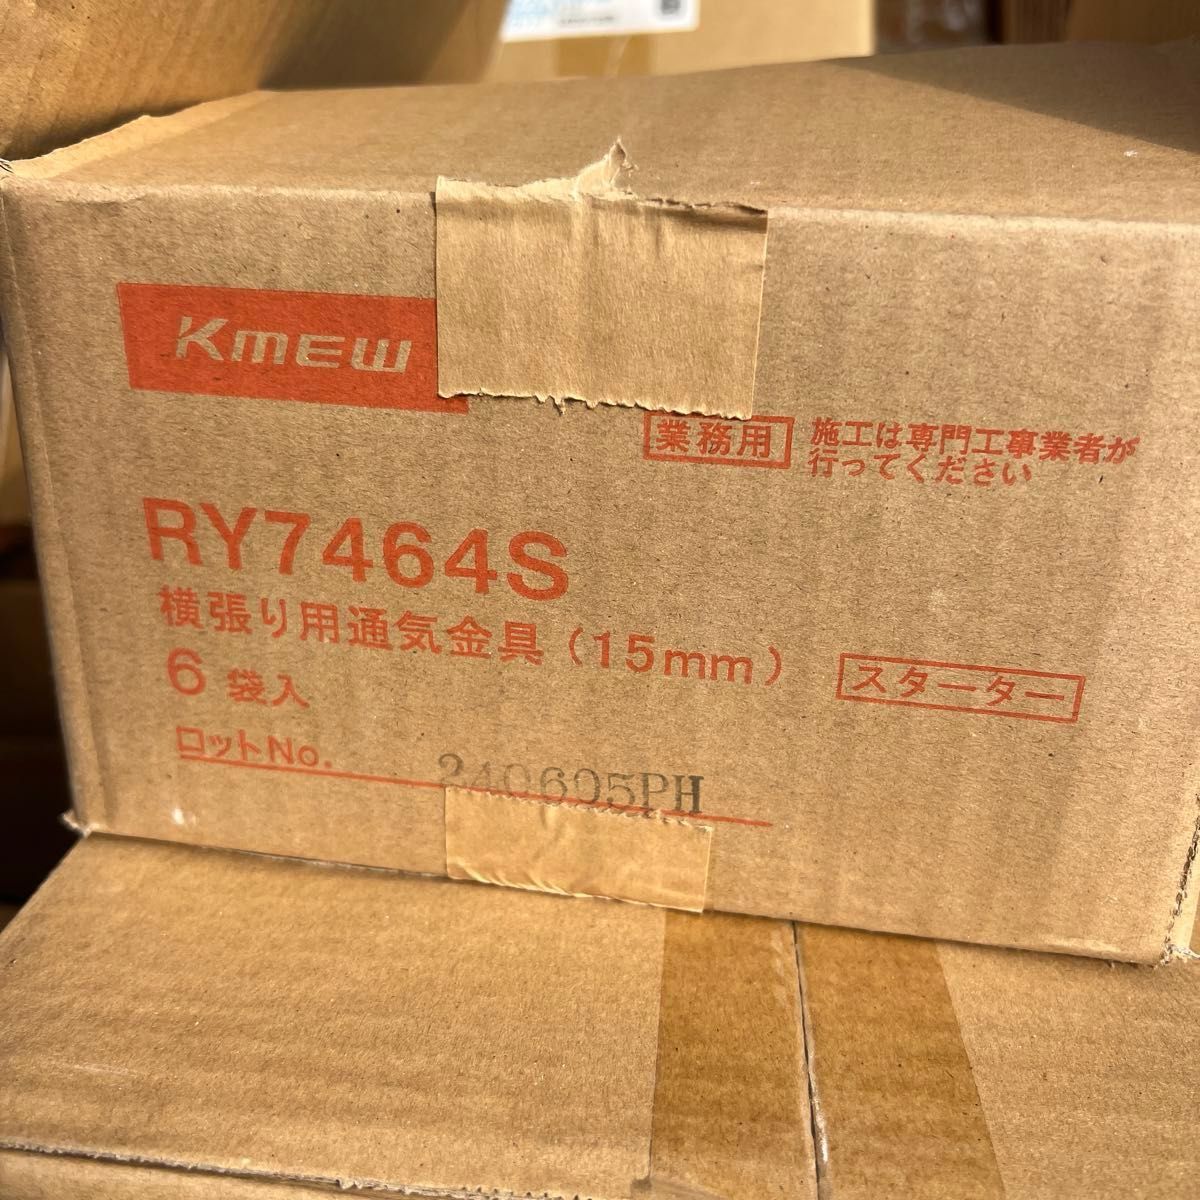 KMEW
業務用
施工は専門工事業者が
行ってください
RY7464S
横張り用通気金具（15mm）
スターター
6 袋入
ロットNo.
240605PH